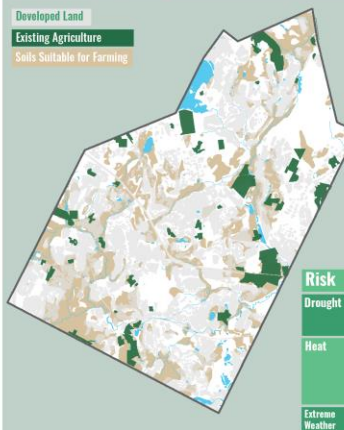 Developed Land
Existing Agriculture
Soils Suitable for Farming
Risk
Drought
Heat
Extreme
Weather